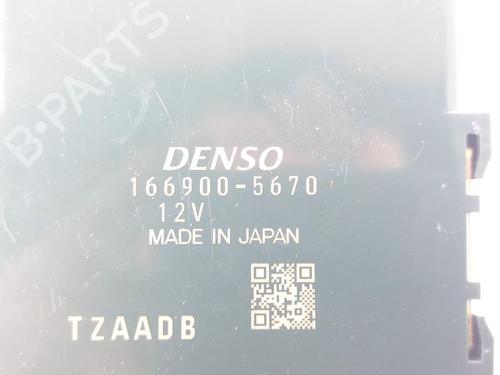 B-PARTS
DENSO
166900-5670
12V
MADE IN JAPAN
TZAADB